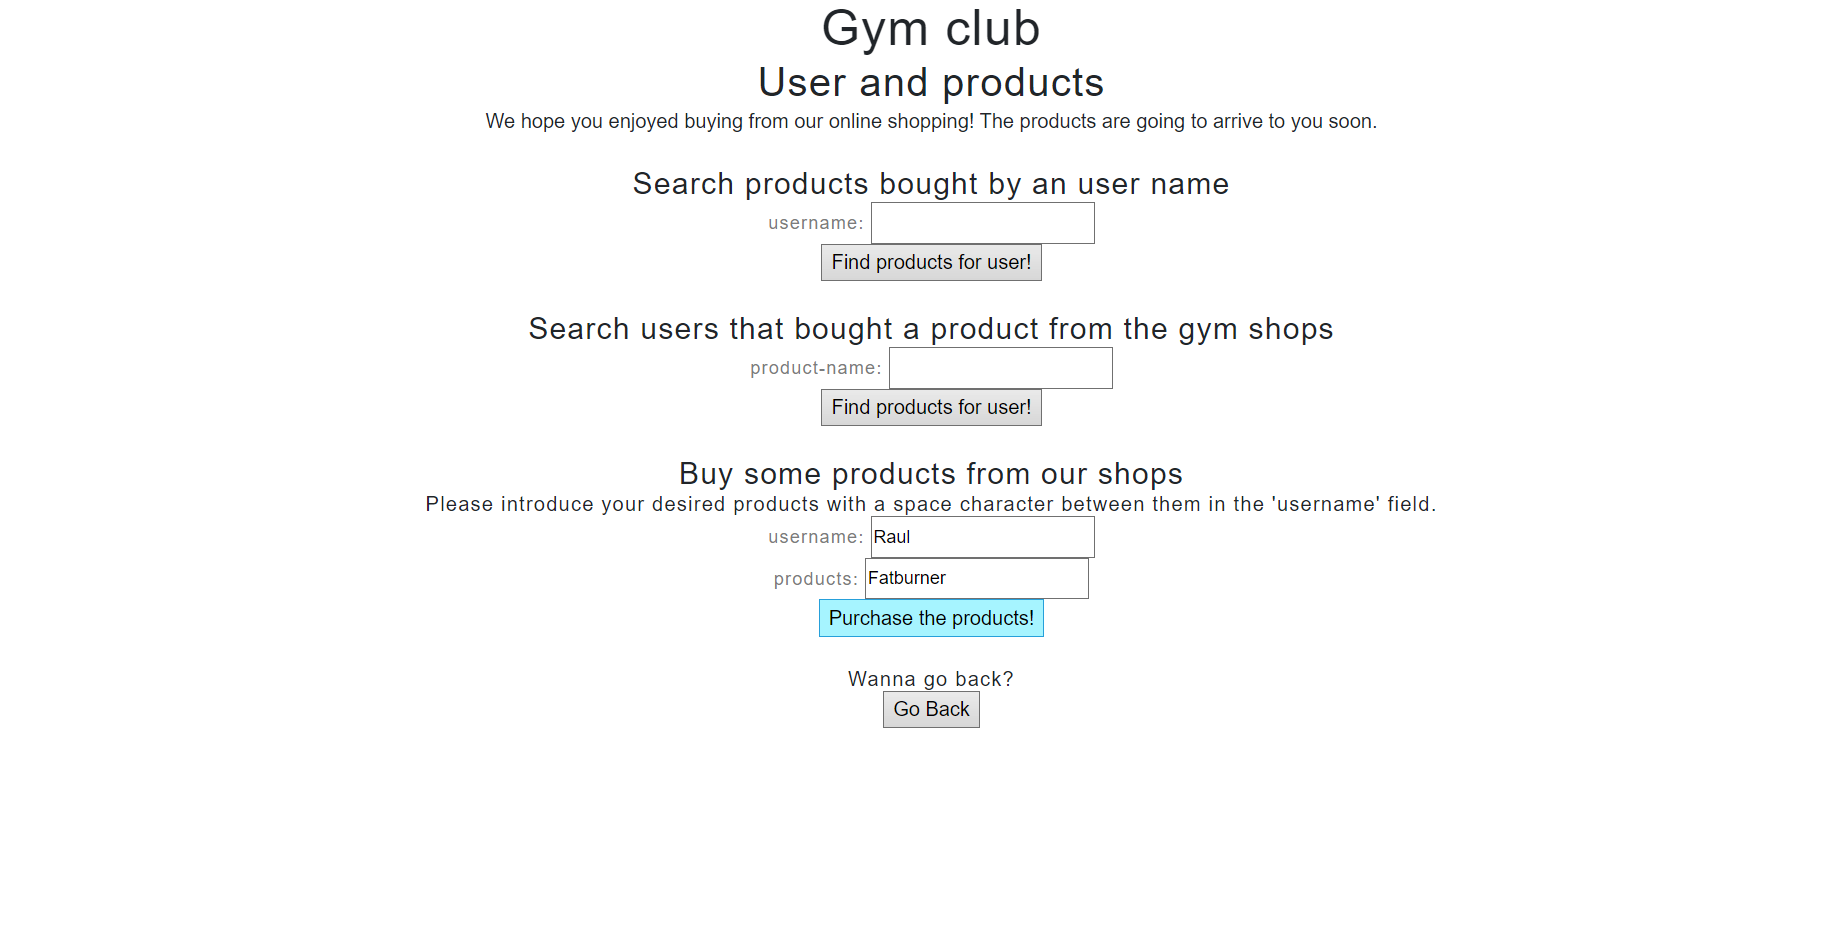 Gym club
User and products
We hope you enjoyed buying from our online shopping! The products are going to arrive to you soon.
Search products bought by an user name
username:
Find products for user!
Search users that bought a product from the gym shops
product-name:
Find products for user!
Buy some products from our shops
Please introduce your desired products with a space character between them in the 'username' field.
username: Raul
products: Fatburner
Purchase the products!
Wanna go back?
Go Back